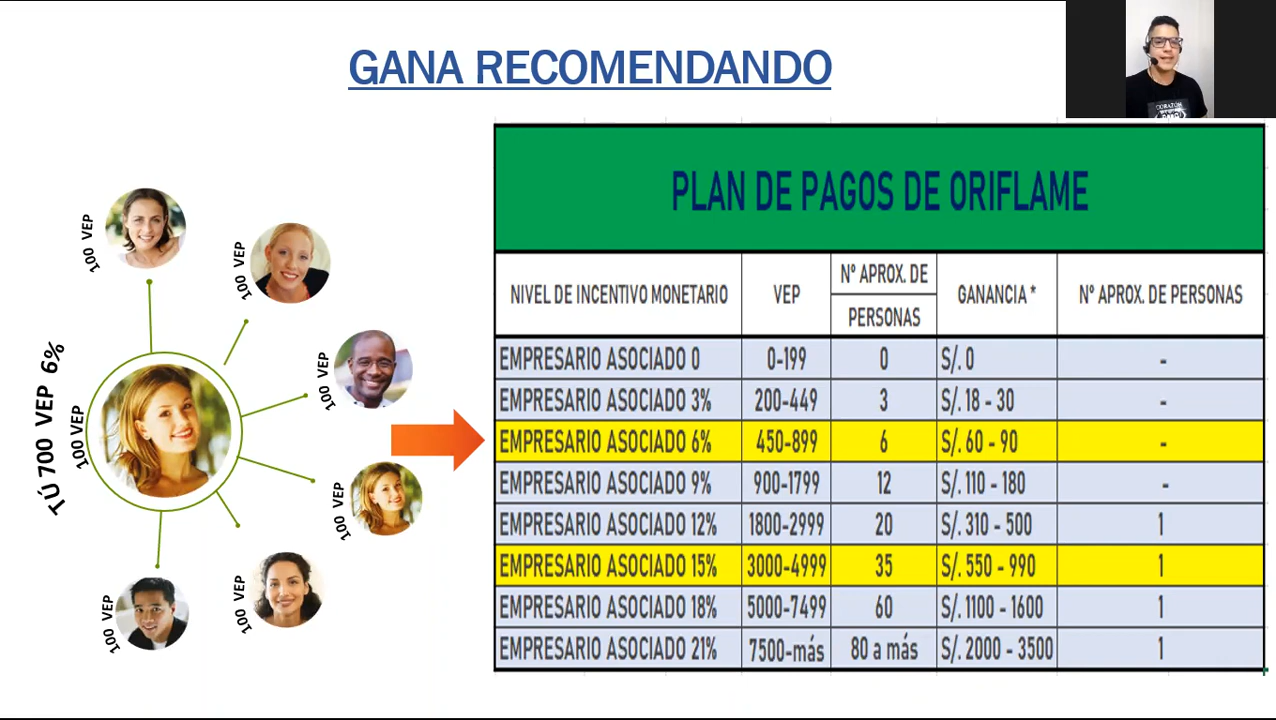 GANA RECOMENDANDO
CORAZÓN
100 VEP
100 VEP
100 VEP
100 VEP
100 VEP
100 VEP
100 VEP
TÚ 700 VEP 6%
PLAN DE PAGOS DE ORIFLAME
NIVEL DE INCENTIVO MONETARIO VEP Nº APROX. DE PERSONAS GANANCIA * Nº APROX. DE PERSONAS
EMPRESARIO ASOCIADO 0 0-199 0 S/. 0 -
EMPRESARIO ASOCIADO 3% 200-449 3 S/. 18 - 30 -
EMPRESARIO ASOCIADO 6% 450-899 6 S/. 60 - 90 -
EMPRESARIO ASOCIADO 9% 900-1799 12 S/. 110 - 180 -
EMPRESARIO ASOCIADO 12% 1800-2999 20 S/. 310 - 500 1
EMPRESARIO ASOCIADO 15% 3000-4999 35 S/. 550 - 990 1
EMPRESARIO ASOCIADO 18% 5000-7499 60 S/. 1100 - 1600 1
EMPRESARIO ASOCIADO 21% 7500-más 80 a más S/. 2000 - 3500 1